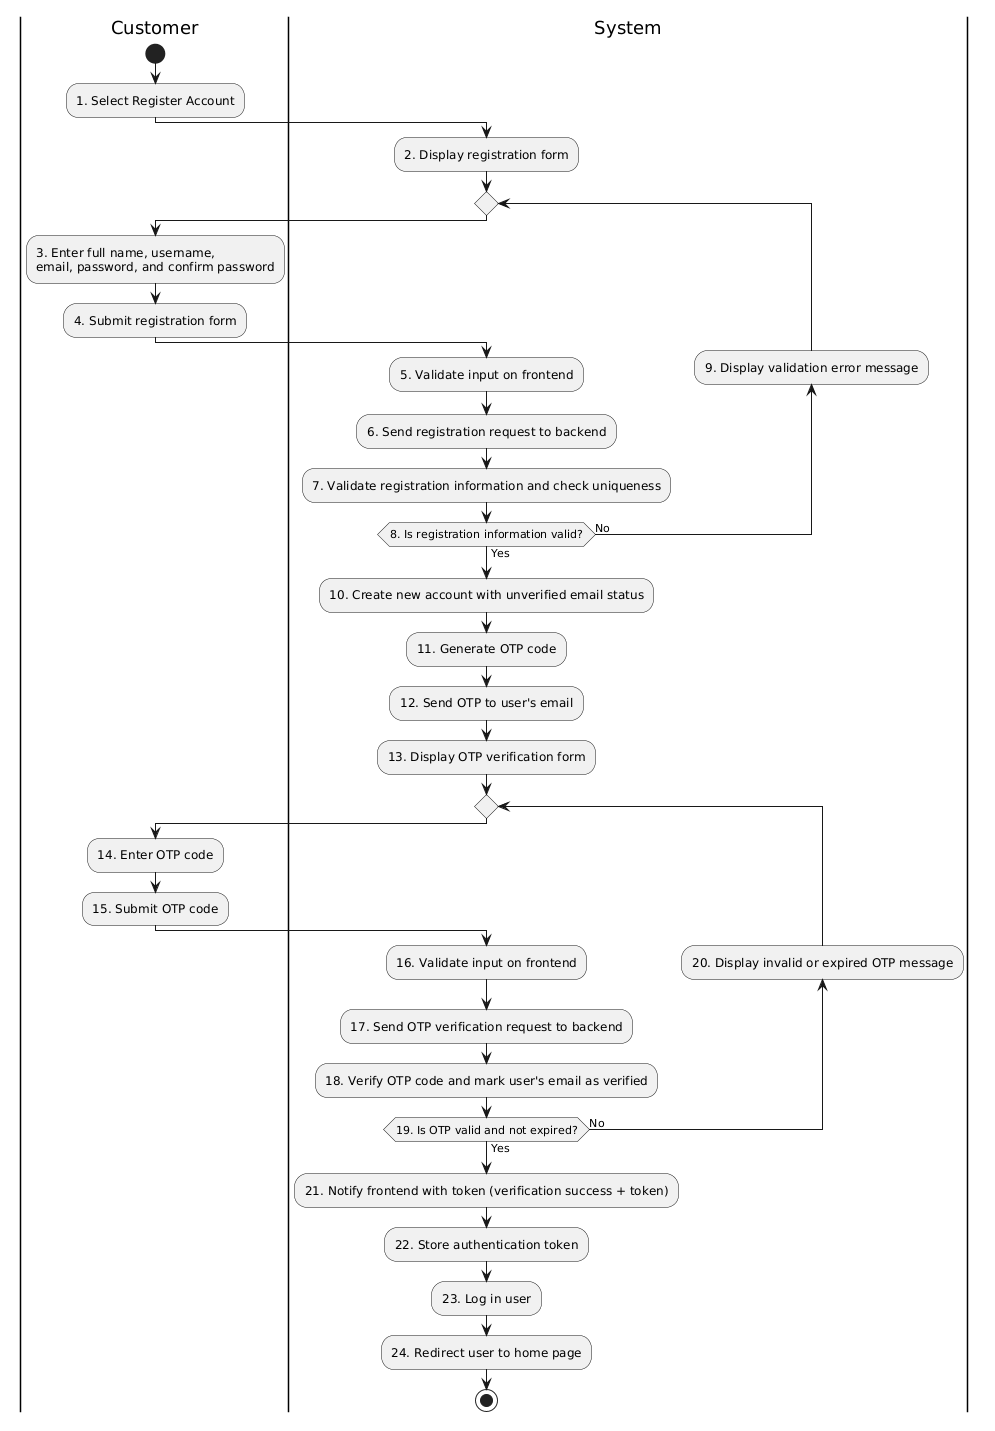 Customer
System
1. Select Register Account
2. Display registration form
3. Enter full name, username,
email, password, and confirm password
4. Submit registration form
5. Validate input on frontend
9. Display validation error message
6. Send registration request to backend
7. Validate registration information and check uniqueness
8. Is registration information valid?
No
Yes
10. Create new account with unverified email status
11. Generate OTP code
12. Send OTP to user's email
13. Display OTP verification form
14. Enter OTP code
15. Submit OTP code
16. Validate input on frontend
20. Display invalid or expired OTP message
17. Send OTP verification request to backend
18. Verify OTP code and mark user's email as verified
19. Is OTP valid and not expired?
No
Yes
21. Notify frontend with token (verification success + token)
22. Store authentication token
23. Log in user
24. Redirect user to home page